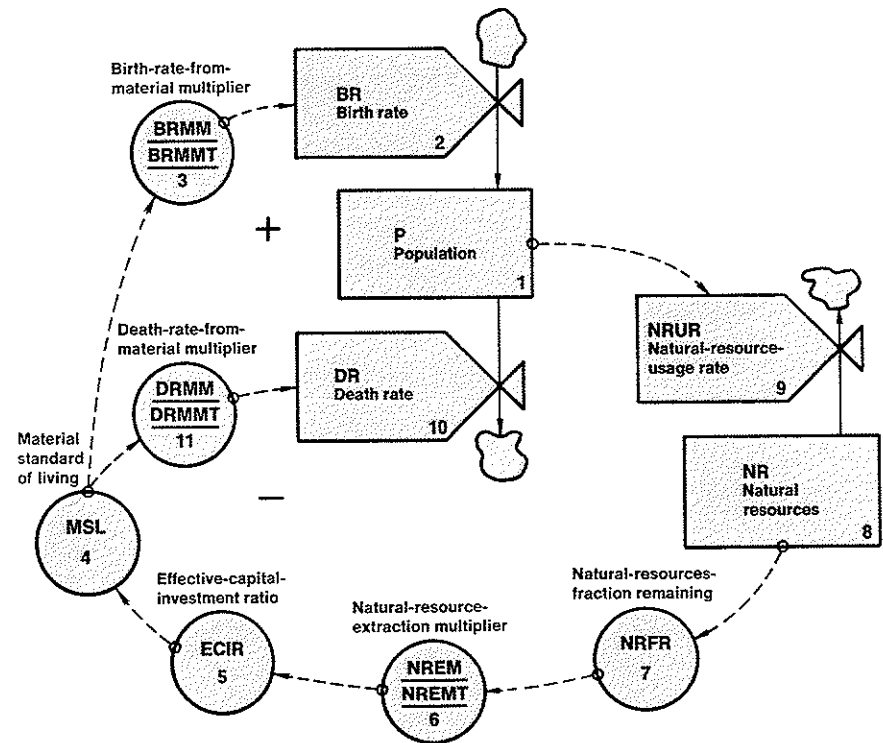 Birth-rate-from-
material multiplier
BRMM
BRMMT
3
BR
Birth rate
2
+
P
Population
1
Death-rate-from-
material multiplier
DRMM
DRMMT
11
DR
Death rate
10
NRUR
Natural-resource-
usage rate
9
Material
standard
of living
MSL
4
−
NR
Natural
resources
8
Effective-capital-
investment ratio
ECIR
5
Natural-resource-
extraction multiplier
NREM
NREMT
6
Natural-resources-
fraction remaining
NRFR
7